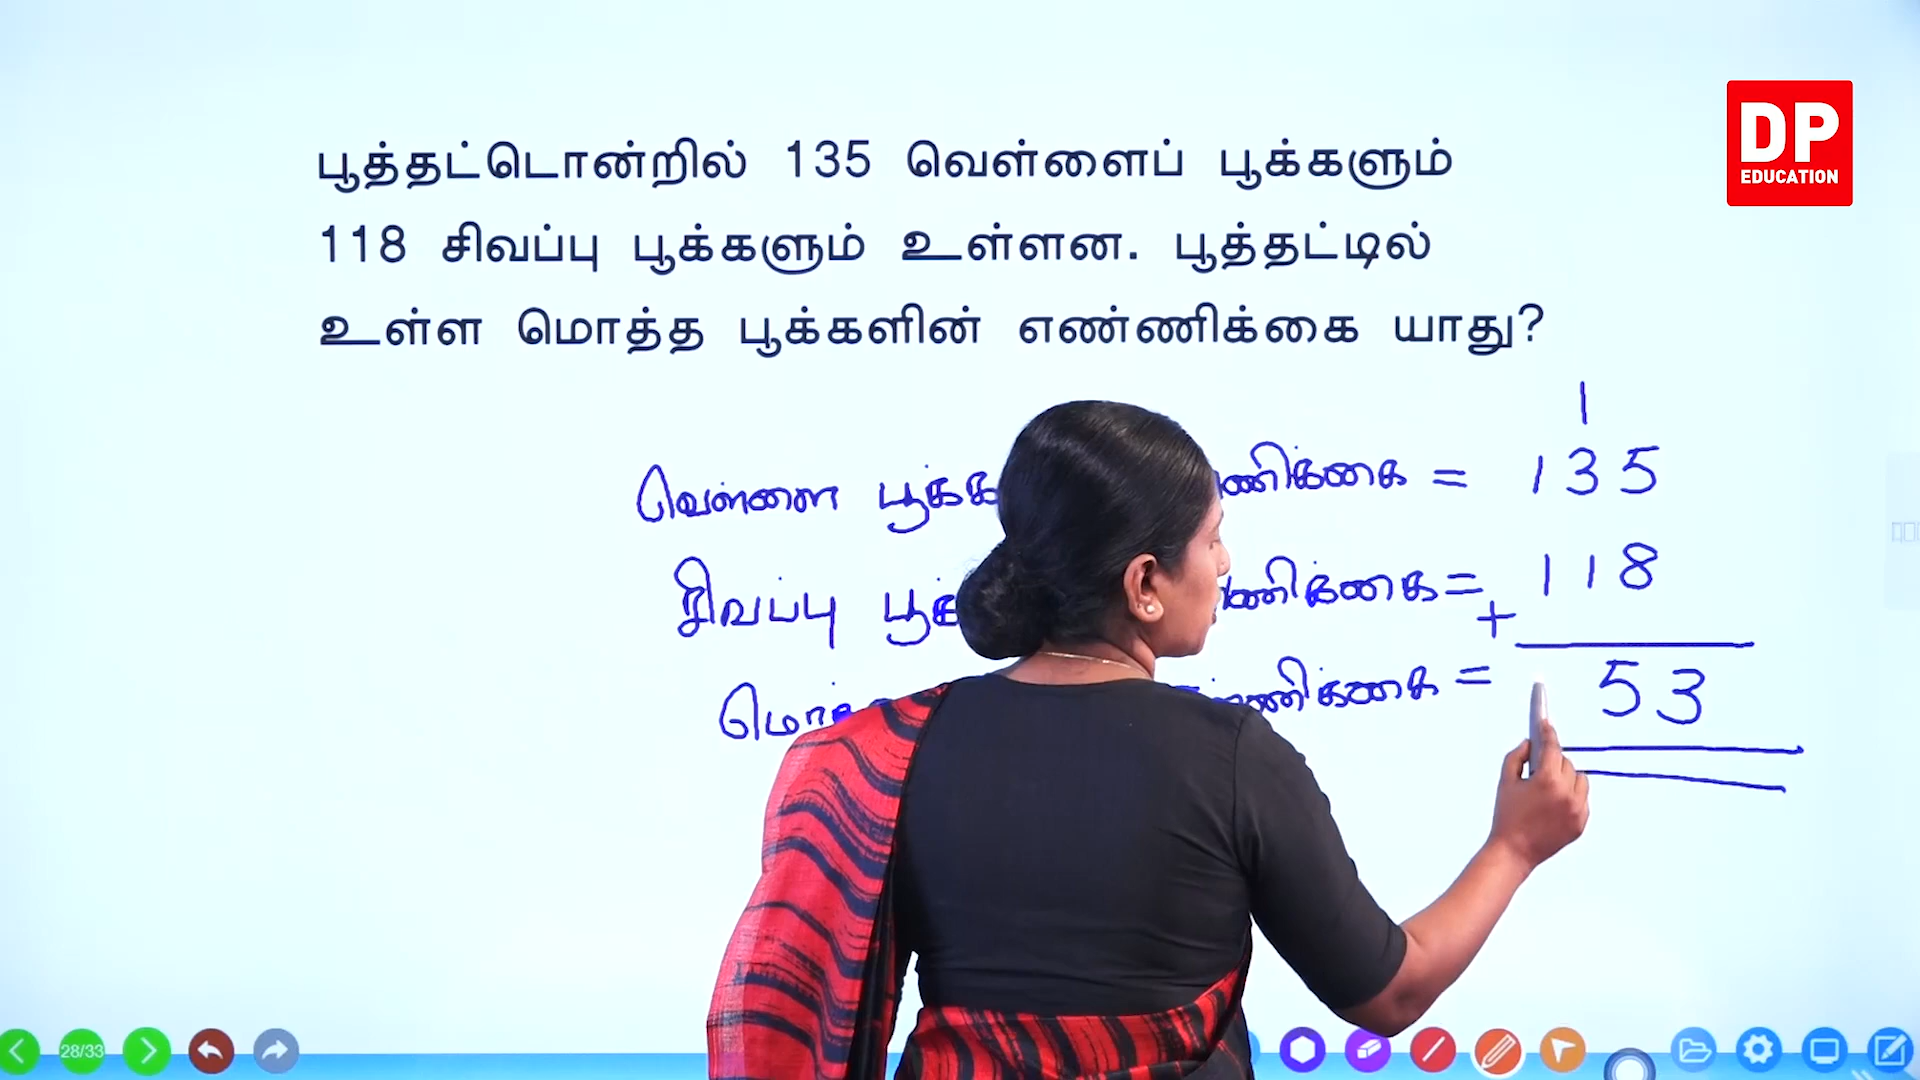 DP
EDUCATION
பூத்தட்டொன்றில் 135 வெள்ளைப் பூக்களும்
118 சிவப்பு பூக்களும் உள்ளன. பூத்தட்டில்
உள்ள மொத்த பூக்களின் எண்ணிக்கை யாது?
1
வெள்ளை = 135
சிவப்பு = 118
+
= 53
28/33